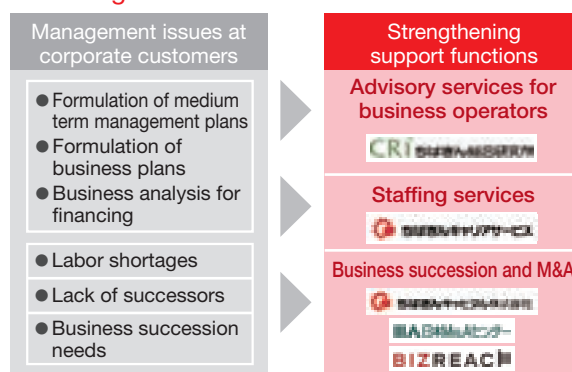 Management issues at
corporate customers
● Formulation of medium
term management plans
● Formulation of
business plans
● Business analysis for
financing
● Labor shortages
● Lack of successors
● Business succession
needs
Strengthening
support functions
Advisory services for
business operators
CRI
Staffing services
Business succession and M&A
BIZREACH